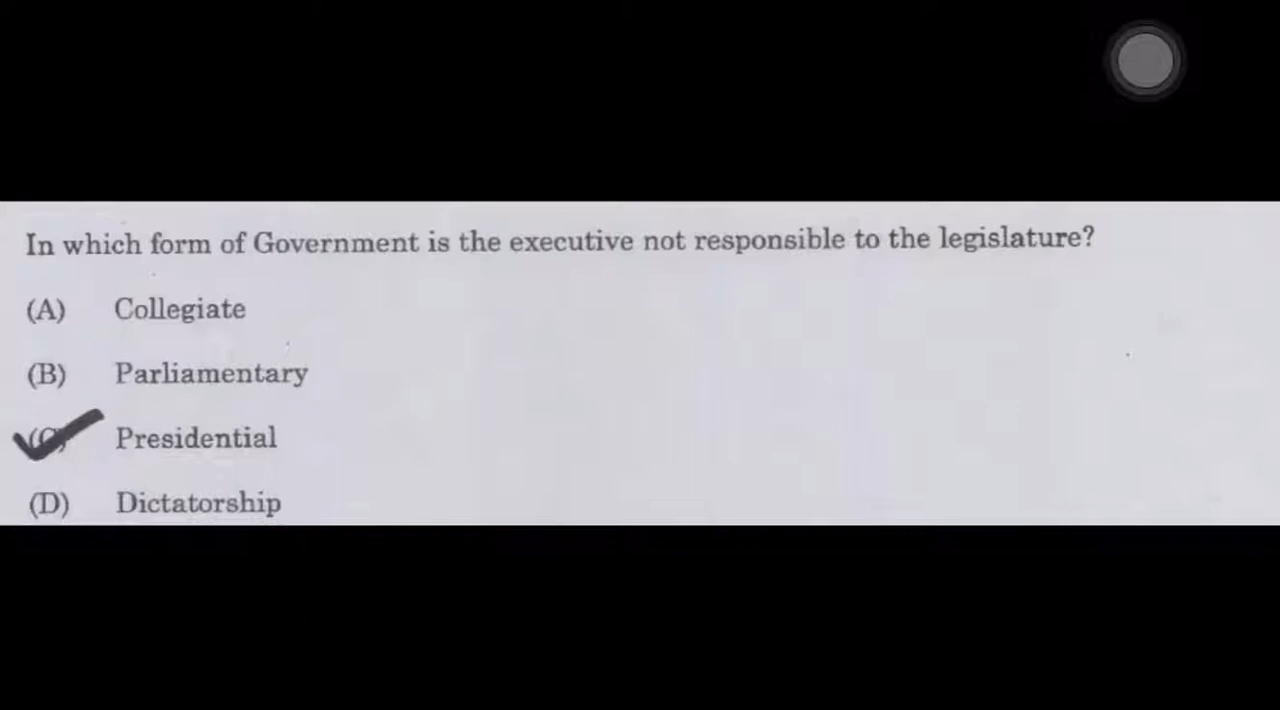 In which form of Government is the executive not responsible to the legislature?
(A) Collegiate
(B) Parliamentary
(C) Presidential
(D) Dictatorship